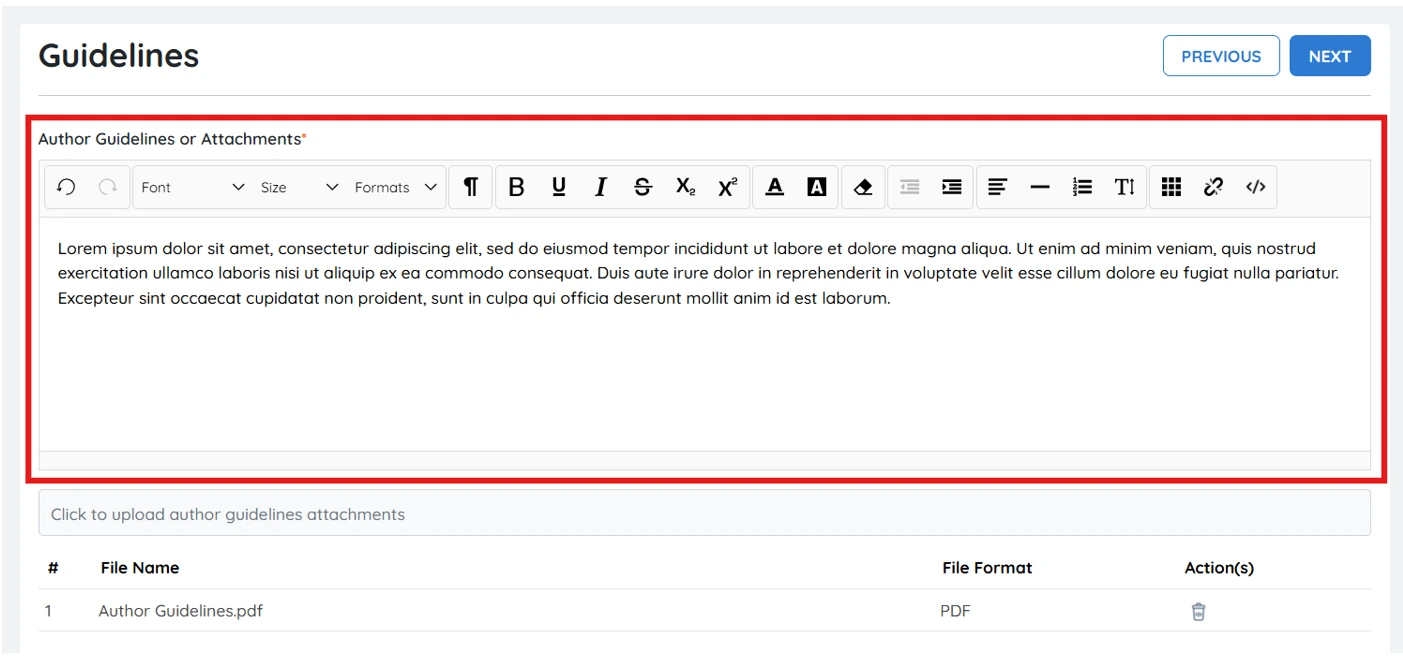 Guidelines
PREVIOUS NEXT
Author Guidelines or Attachments*
Font Size Formats
Lorem ipsum dolor sit amet, consectetur adipiscing elit, sed do eiusmod tempor incididunt ut labore et dolore magna aliqua. Ut enim ad minim veniam, quis nostrud
exercitation ullamco laboris nisi ut aliquip ex ea commodo consequat. Duis aute irure dolor in reprehenderit in voluptate velit esse cillum dolore eu fugiat nulla pariatur.
Excepteur sint occaecat cupidatat non proident, sunt in culpa qui officia deserunt mollit anim id est laborum.
Click to upload author guidelines attachments
# File Name File Format Action(s)
1 Author Guidelines.pdf PDF